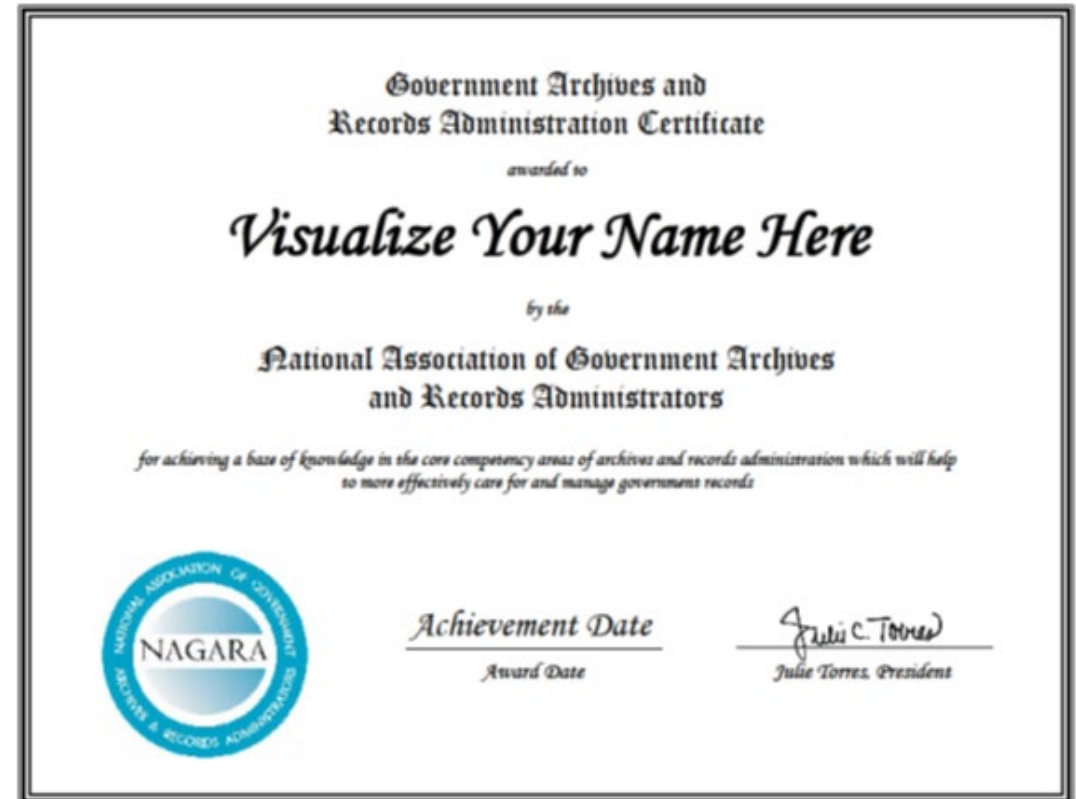 Government Archives and
Records Administration Certificate
awarded to
Visualize Your Name Here
by the
National Association of Government Archives
and Records Administrators
for achieving a base of knowledge in the core competency areas of archives and records administration which will help
to more effectively care for and manage government records
NATIONAL ASSOCIATION OF GOVERNMENT
NAGARA
ARCHIVES & RECORDS ADMINISTRATORS
Achievement Date
Award Date
Julie C. Torres
Julie Torres, President